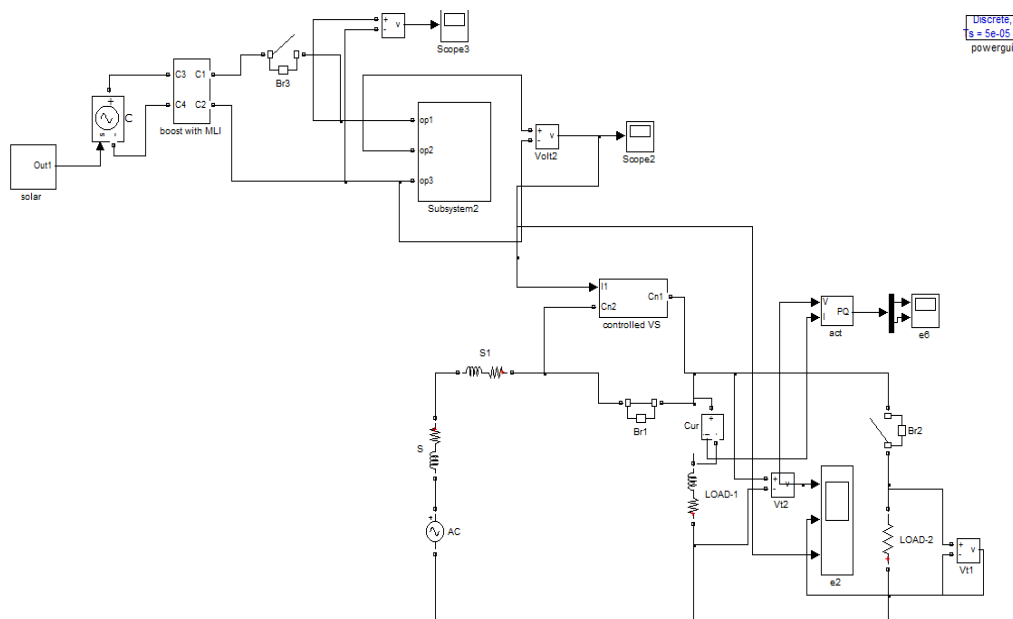 Discrete,
Ts = 5e-05
powergui
+
-
v
Scope3
Br3
C3 C1
C4 C2
boost with MLI
+
C
s -
Out1
solar
op1
op2
op3
Subsystem2
+
-
v
Volt2
Scope2
I1
Cn1
Cn2
controlled VS
V
I
PQ
act
e6
S1
Br1
+
i
-
Cur
Br2
S
LOAD-1
+
-
v
Vt2
+
AC
e2
LOAD-2
+
-
v
Vt1